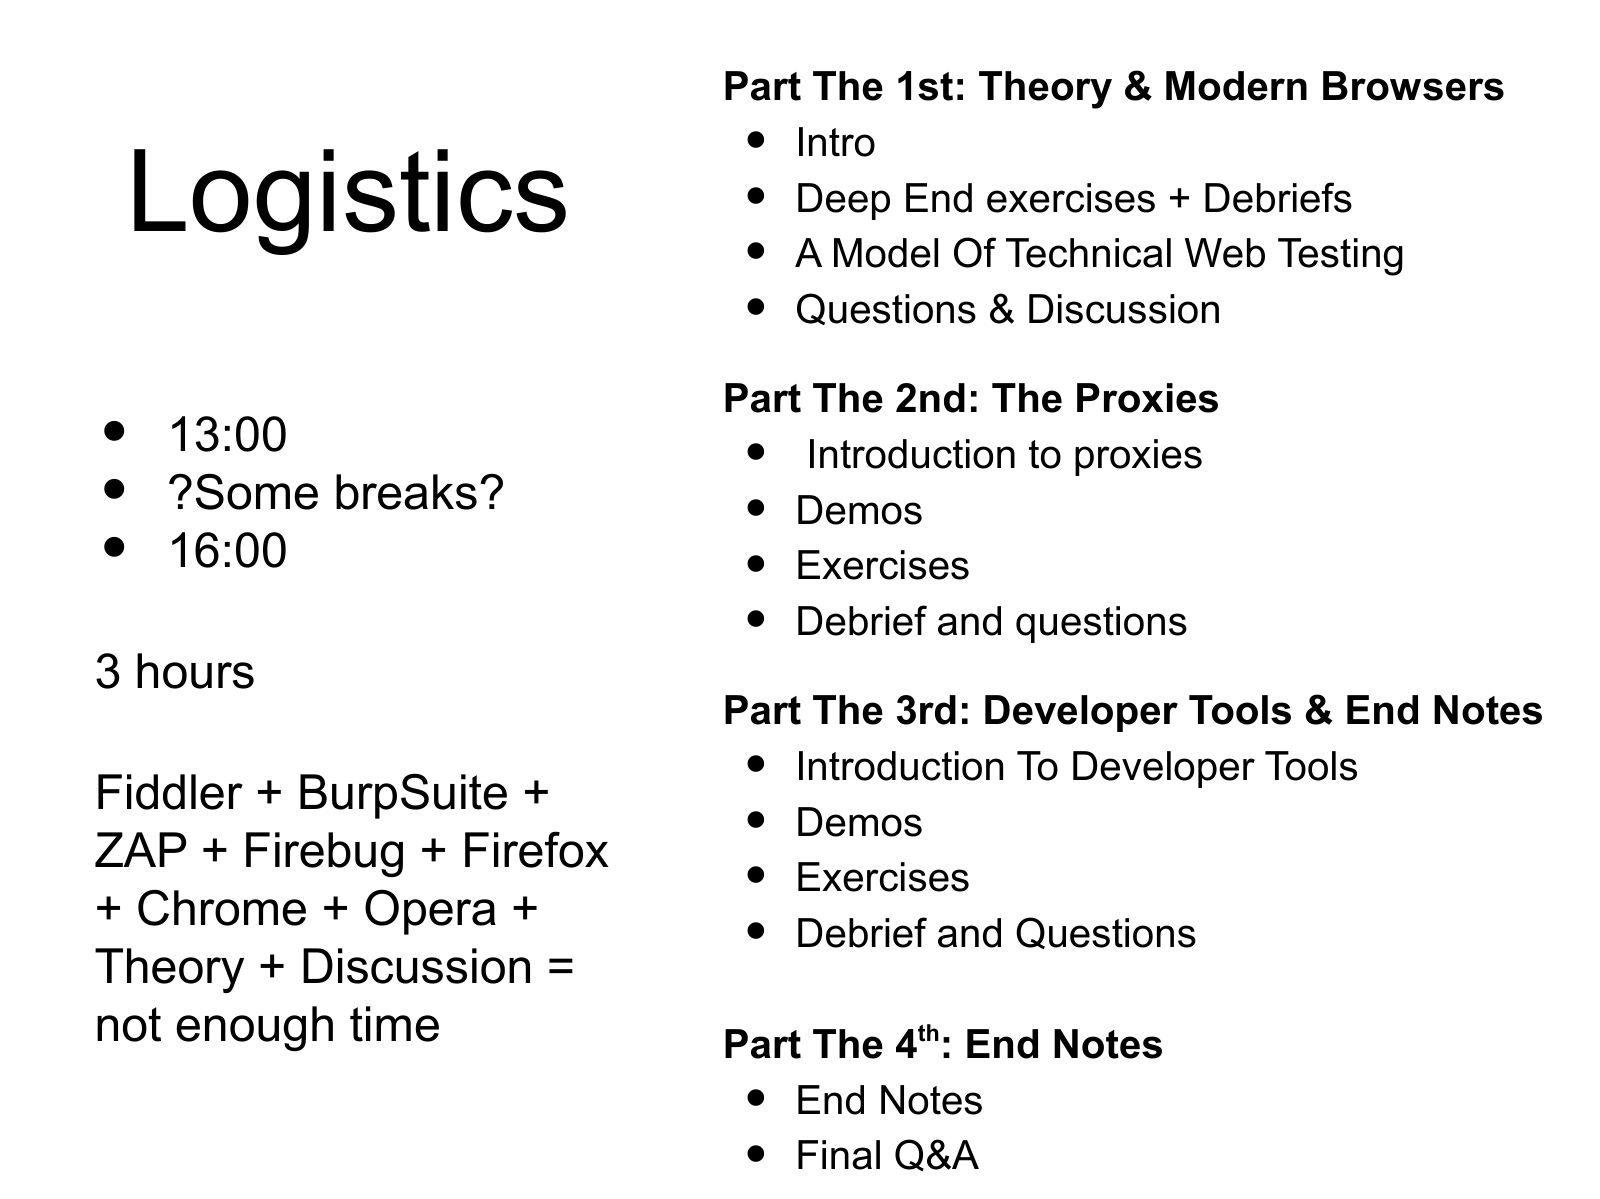 Logistics
• 13:00
• ?Some breaks?
• 16:00
3 hours
Fiddler + BurpSuite +
ZAP + Firebug + Firefox
+ Chrome + Opera +
Theory + Discussion =
not enough time
Part The 1st: Theory & Modern Browsers
• Intro
• Deep End exercises + Debriefs
• A Model Of Technical Web Testing
• Questions & Discussion
Part The 2nd: The Proxies
• Introduction to proxies
• Demos
• Exercises
• Debrief and questions
Part The 3rd: Developer Tools & End Notes
• Introduction To Developer Tools
• Demos
• Exercises
• Debrief and Questions
Part The 4th: End Notes
• End Notes
• Final Q&A